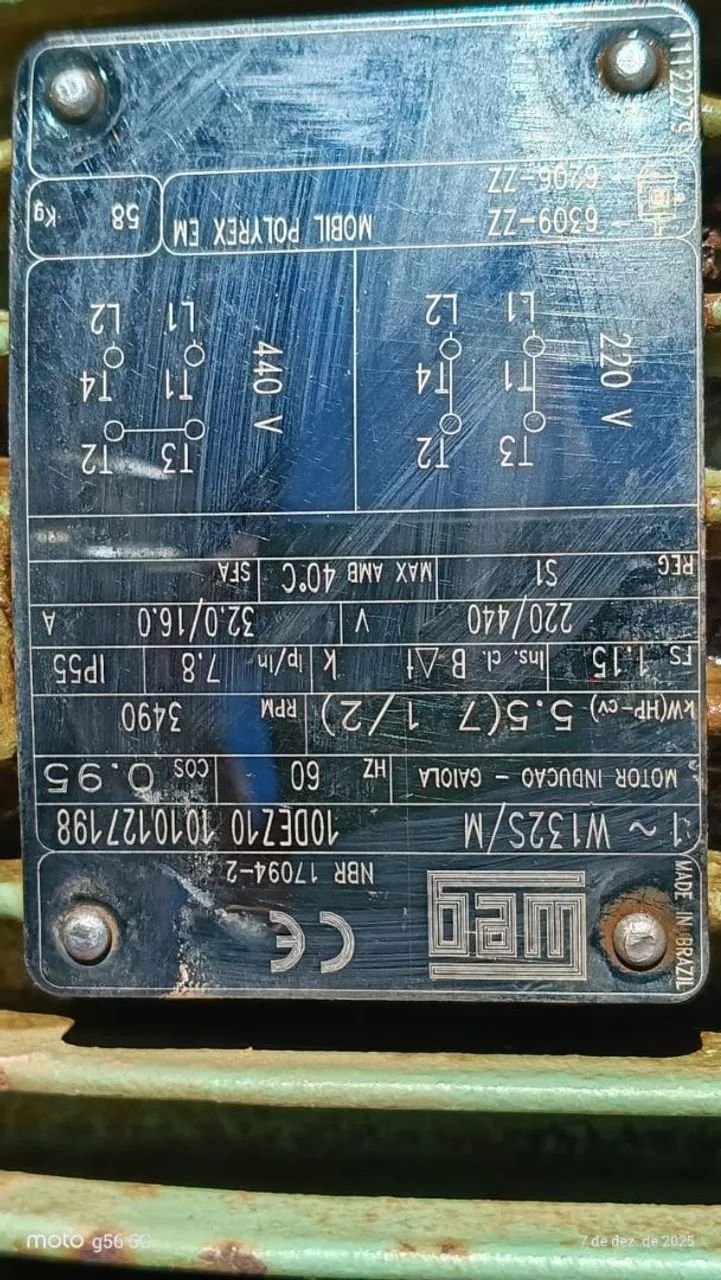 MADE IN BRAZIL
WEG
CE
NBR 17094-2
1 ~ W132S/M 10DEZ10 1010127198
MOTOR INDUCAO - GAIOLA HZ 60 COS 0.95
kW(HP-cv) 5.5(7 1/2) RPM 3490
FS 1.15 Ins. cl. B Δt K Ip/In 7.8 IP55
220/440 V 32.0/16.0 A
REG S1 MAX AMB 40°C SFA
T3 T2 T3 T2
220 V T1 T4 440 V T1 T4
L1 L2 L1 L2
6309-ZZ MOBIL POLYREX EM 58 Kg
6206-ZZ
11122279
moto g56 5G
7 de dez. de 2025